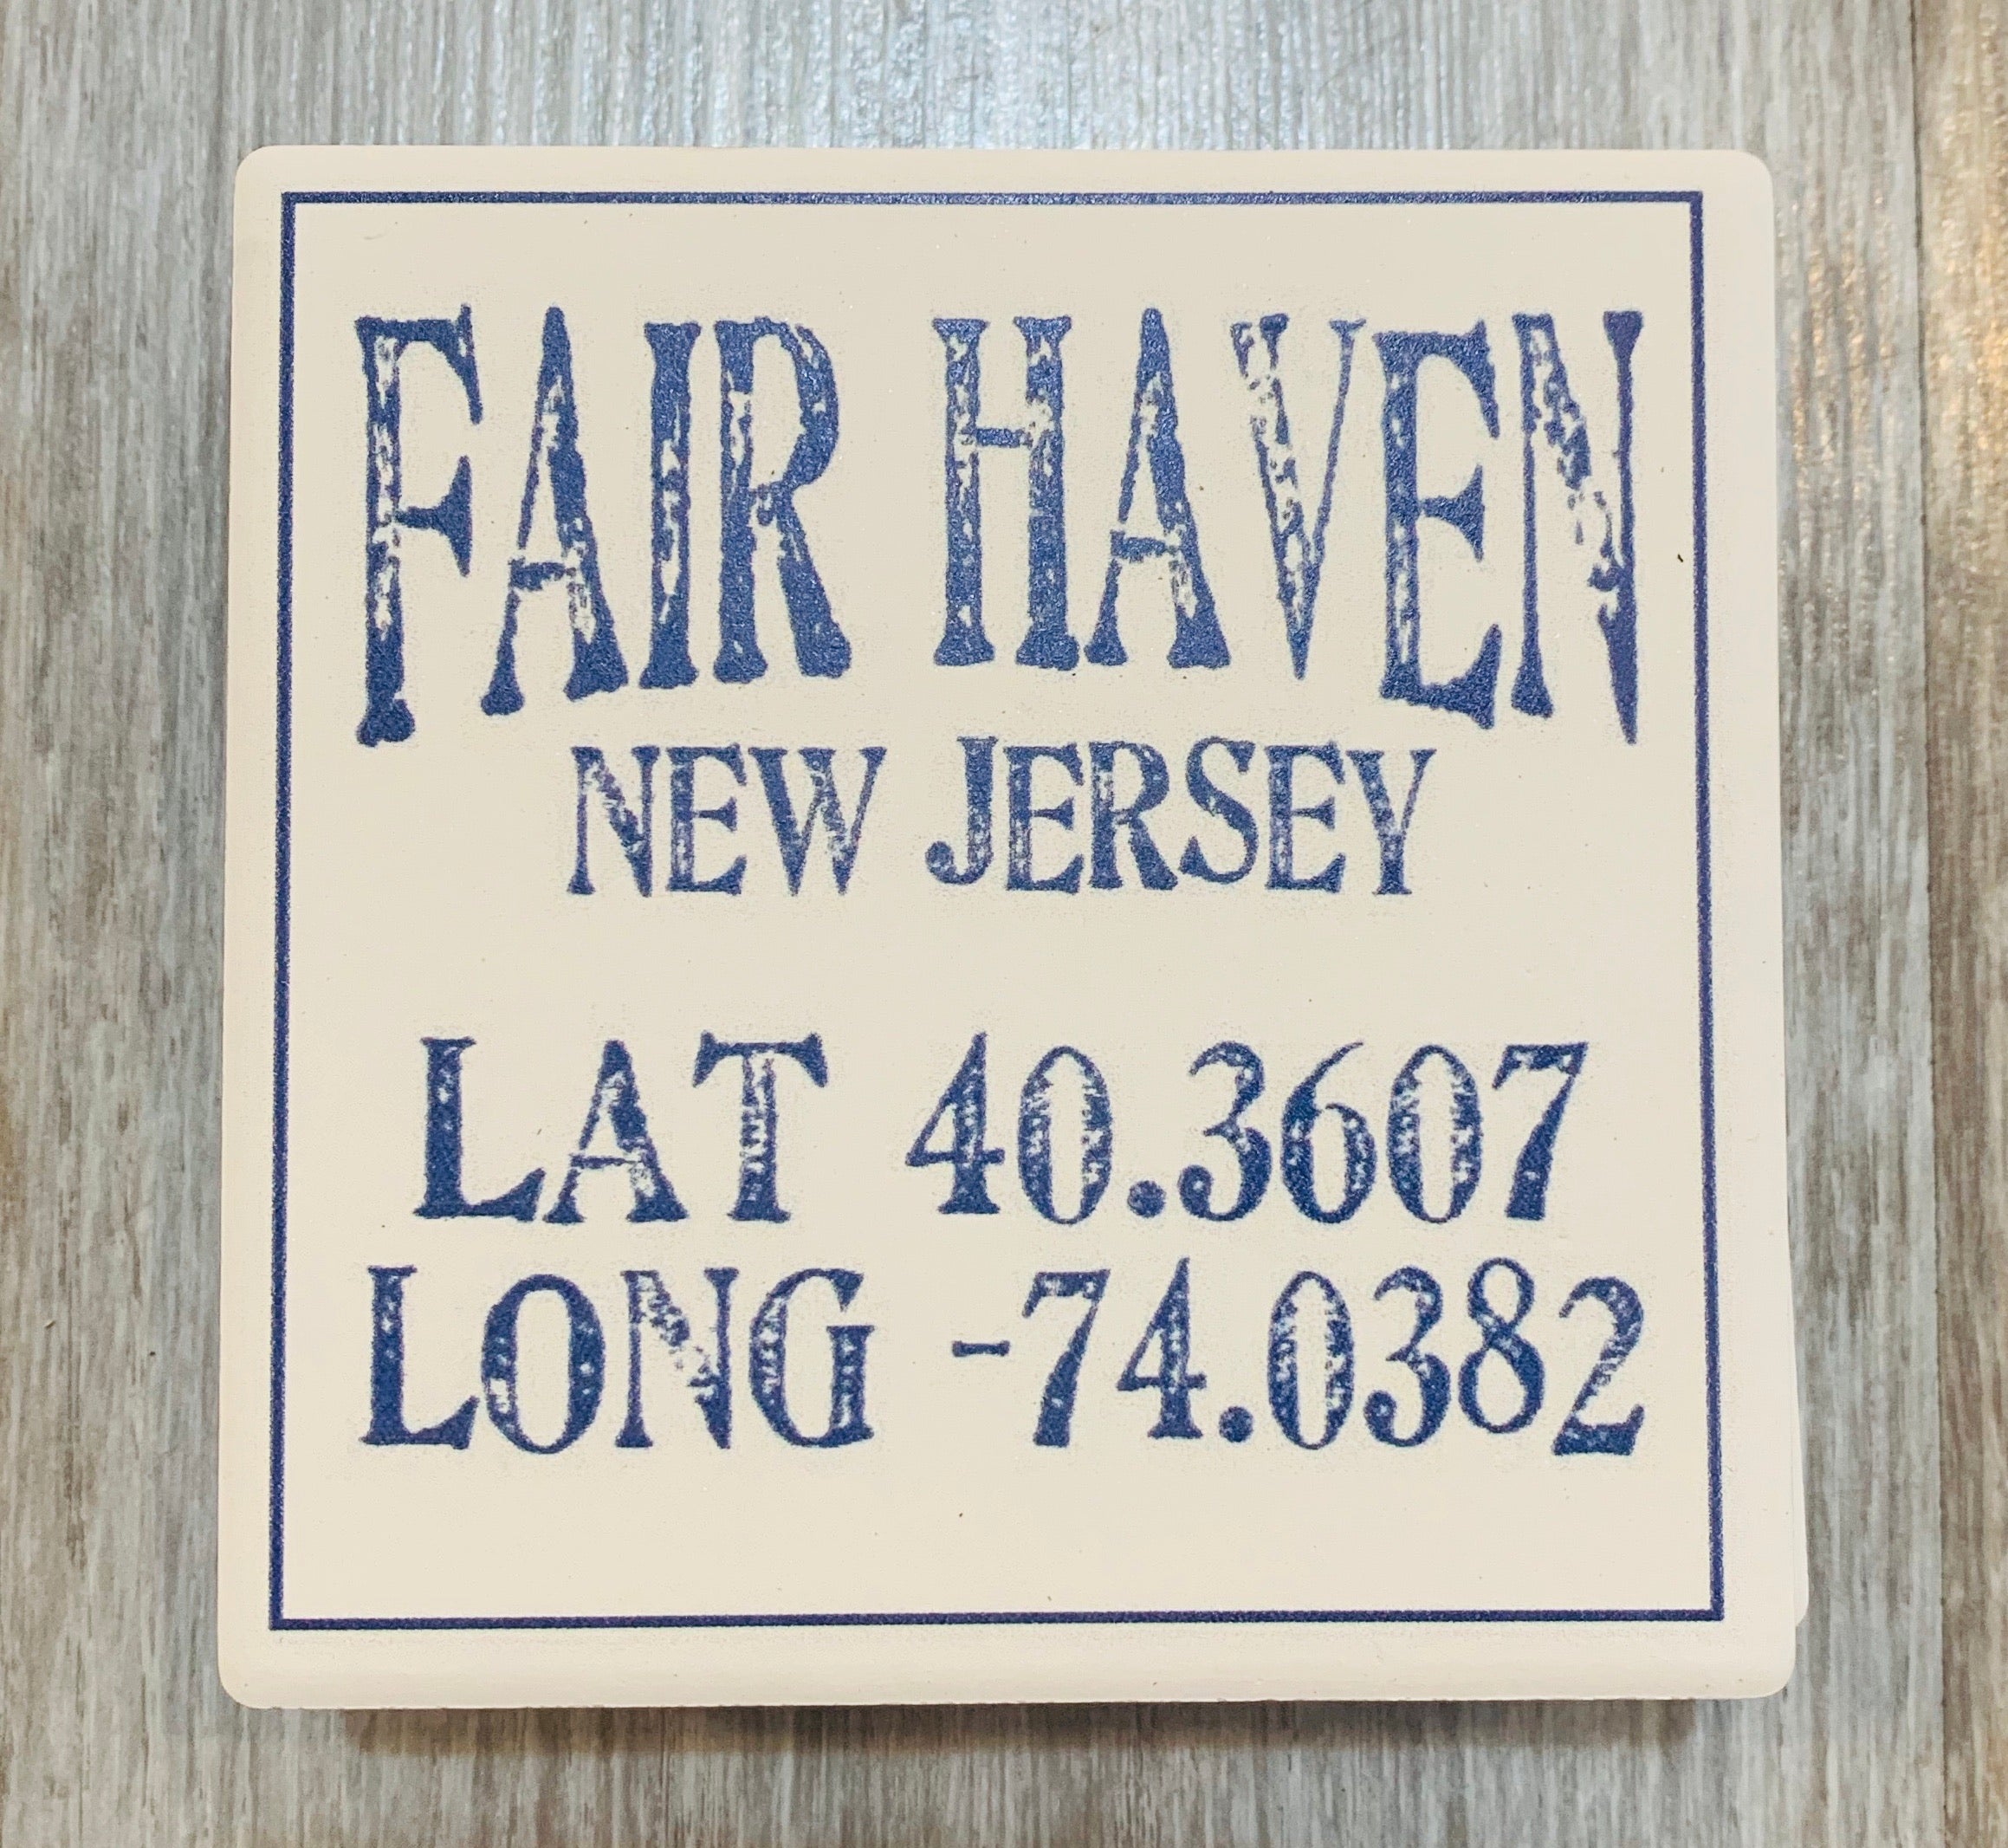 FAIR HAVEN
NEW JERSEY
LAT 40.3607
LONG -74.0382